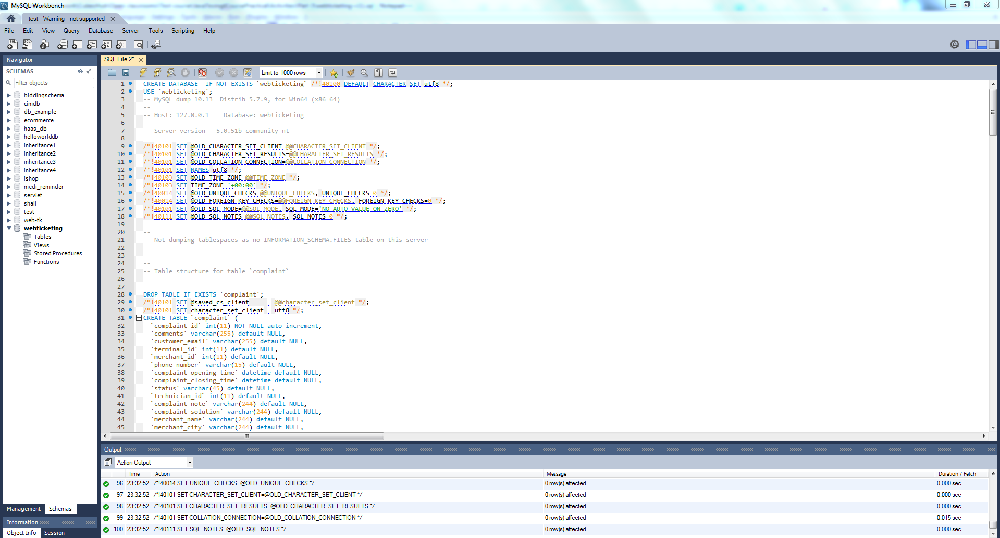 MySQL Workbench
test - Warning - not supported
File Edit View Query Database Server Tools Scripting Help
Navigator
SCHEMAS
Filter objects
biddingschema
cimdb
db_example
ecommerce
haas_db
helloworlddb
inheritance1
inheritance2
inheritance3
inheritance4
ishop
medi_reminder
servlet
shall
test
web-tk
webticketing
Tables
Views
Stored Procedures
Functions
Management Schemas
Information
Object Info Session
SQL File 2*
Limit to 1000 rows
1 CREATE DATABASE  IF NOT EXISTS `webticketing` /*!40100 DEFAULT CHARACTER SET utf8 */;
2 USE `webticketing`;
3 -- MySQL dump 10.13  Distrib 5.7.9, for Win64 (x86_64)
4 --
5 -- Host: 127.0.0.1    Database: webticketing
6 -- ------------------------------------------------------
7 -- Server version   5.0.51b-community-nt
8
9 /*!40101 SET @OLD_CHARACTER_SET_CLIENT=@@CHARACTER_SET_CLIENT */;
10 /*!40101 SET @OLD_CHARACTER_SET_RESULTS=@@CHARACTER_SET_RESULTS */;
11 /*!40101 SET @OLD_COLLATION_CONNECTION=@@COLLATION_CONNECTION */;
12 /*!40101 SET NAMES utf8 */;
13 /*!40103 SET @OLD_TIME_ZONE=@@TIME_ZONE */;
14 /*!40103 SET TIME_ZONE='+00:00' */;
15 /*!40014 SET @OLD_UNIQUE_CHECKS=@@UNIQUE_CHECKS, UNIQUE_CHECKS=0 */;
16 /*!40014 SET @OLD_FOREIGN_KEY_CHECKS=@@FOREIGN_KEY_CHECKS, FOREIGN_KEY_CHECKS=0 */;
17 /*!40101 SET @OLD_SQL_MODE=@@SQL_MODE, SQL_MODE='NO_AUTO_VALUE_ON_ZERO' */;
18 /*!40111 SET @OLD_SQL_NOTES=@@SQL_NOTES, SQL_NOTES=0 */;
19
20 --
21 -- Not dumping tablespaces as no INFORMATION_SCHEMA.FILES table on this server
22 --
23
24 --
25 -- Table structure for table `complaint`
26 --
27
28 DROP TABLE IF EXISTS `complaint`;
29 /*!40101 SET @saved_cs_client     = @@character_set_client */;
30 /*!40101 SET character_set_client = utf8 */;
31 CREATE TABLE `complaint` (
32 `complaint_id` int(11) NOT NULL auto_increment,
33 `comments` varchar(255) default NULL,
34 `customer_email` varchar(255) default NULL,
35 `terminal_id` int(11) default NULL,
36 `merchant_id` int(11) default NULL,
37 `phone_number` varchar(15) default NULL,
38 `complaint_opening_time` datetime default NULL,
39 `complaint_closing_time` datetime default NULL,
40 `status` varchar(45) default NULL,
41 `technician_id` int(11) default NULL,
42 `complaint_note` varchar(244) default NULL,
43 `complaint_solution` varchar(244) default NULL,
44 `merchant_name` varchar(244) default NULL,
45 `merchant_city` varchar(244) default NULL,
Output
Action Output
Time Action Message Duration / Fetch
96 23:32:52 /*!40014 SET UNIQUE_CHECKS=@OLD_UNIQUE_CHECKS */ 0 row(s) affected 0.000 sec
97 23:32:52 /*!40101 SET CHARACTER_SET_CLIENT=@OLD_CHARACTER_SET_CLIENT */ 0 row(s) affected 0.000 sec
98 23:32:52 /*!40101 SET CHARACTER_SET_RESULTS=@OLD_CHARACTER_SET_RESULTS */ 0 row(s) affected 0.000 sec
99 23:32:52 /*!40101 SET COLLATION_CONNECTION=@OLD_COLLATION_CONNECTION */ 0 row(s) affected 0.015 sec
100 23:32:52 /*!40111 SET SQL_NOTES=@OLD_SQL_NOTES */ 0 row(s) affected 0.000 sec